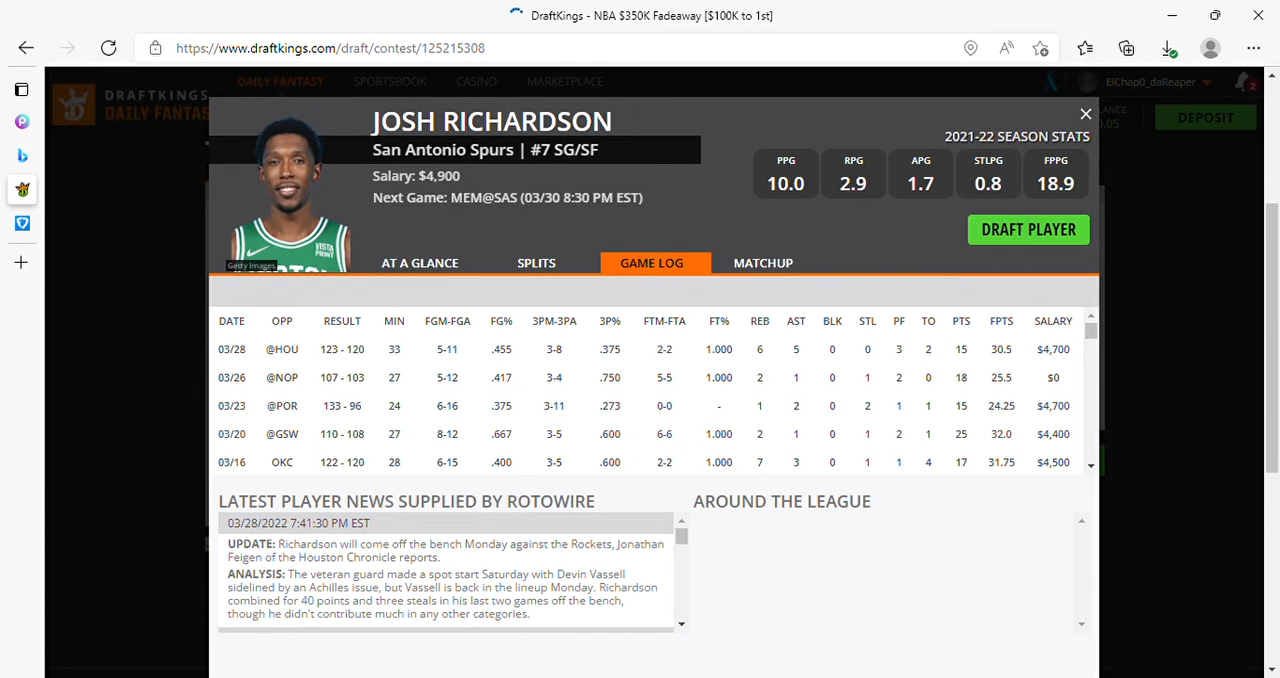 DraftKings - NBA $350K Fadeaway [$100K to 1st]
https://www.draftkings.com/draft/contest/125215308
DRAFTKINGS
DAILY FANTAS
DAILY FANTASY SPORTSBOOK CASINO MARKETPLACE
ElChap0_daReaper
2
DEPOSIT
JOSH RICHARDSON
San Antonio Spurs | #7 SG/SF
Salary: $4,900
Next Game: MEM@SAS (03/30 8:30 PM EST)
2021-22 SEASON STATS
PPG RPG APG STLPG FPPG
10.0 2.9 1.7 0.8 18.9
DRAFT PLAYER
VISTA
PRINT
Getty Images
AT A GLANCE SPLITS GAME LOG MATCHUP
DATE OPP RESULT MIN FGM-FGA FG% 3PM-3PA 3P% FTM-FTA FT% REB AST BLK STL PF TO PTS FPTS SALARY
03/28 @HOU 123 - 120 33 5-11 .455 3-8 .375 2-2 1.000 6 5 0 0 3 2 15 30.5 $4,700
03/26 @NOP 107 - 103 27 5-12 .417 3-4 .750 5-5 1.000 2 1 0 1 2 0 18 25.5 $0
03/23 @POR 133 - 96 24 6-16 .375 3-11 .273 0-0 - 1 2 0 2 1 1 15 24.25 $4,700
03/20 @GSW 110 - 108 27 8-12 .667 3-5 .600 6-6 1.000 2 1 0 1 2 1 25 32.0 $4,400
03/16 OKC 122 - 120 28 6-15 .400 3-5 .600 2-2 1.000 7 3 0 1 1 4 17 31.75 $4,500
LATEST PLAYER NEWS SUPPLIED BY ROTOWIRE
03/28/2022 7:41:30 PM EST
UPDATE: Richardson will come off the bench Monday against the Rockets, Jonathan
Feigen of the Houston Chronicle reports.
ANALYSIS: The veteran guard made a spot start Saturday with Devin Vassell
sidelined by an Achilles issue, but Vassell is back in the lineup Monday. Richardson
combined for 40 points and three steals in his last two games off the bench,
though he didn't contribute much in any other categories.
AROUND THE LEAGUE